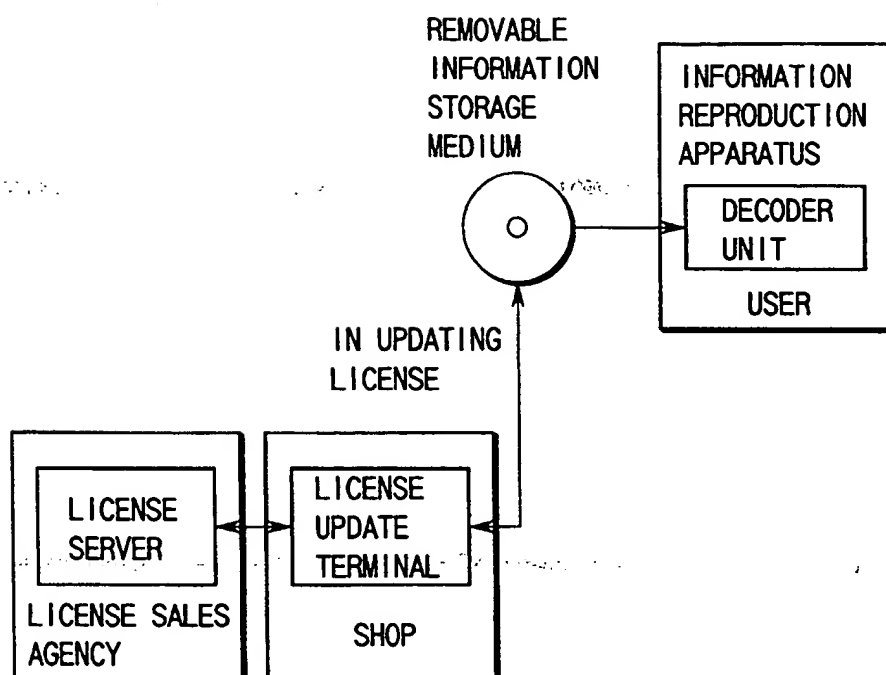 REMOVABLE
INFORMATION
STORAGE
MEDIUM
INFORMATION
REPRODUCTION
APPARATUS
DECODER
UNIT
USER
IN UPDATING
LICENSE
LICENSE
SERVER
LICENSE SALES
AGENCY
LICENSE
UPDATE
TERMINAL
SHOP